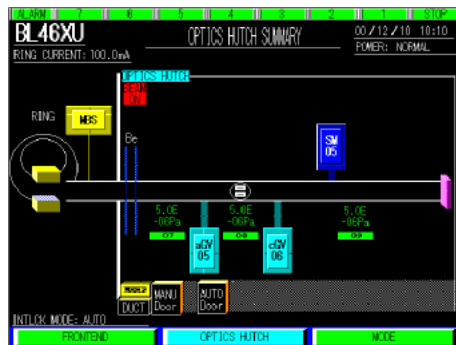 ALARM 7 6 5 4 3 2 1 STOP
BL46XU
OPTICS HUTCH SUMMARY
00/12/10 10:10
RING CURRENT: 100.0mA
POWER: NORMAL
OPTICS HUTCH
BEAM
ON
RING
MBS
Be
SM
05
5.0E
-06Pa
07
5.0E
-06Pa
08
5.0E
-06Pa
09
aGV
05
cGV
06
DUCT
MANU
Door
AUTO
Door
INTLCK MODE: AUTO
FRONTEND
OPTICS HUTCH
MODE